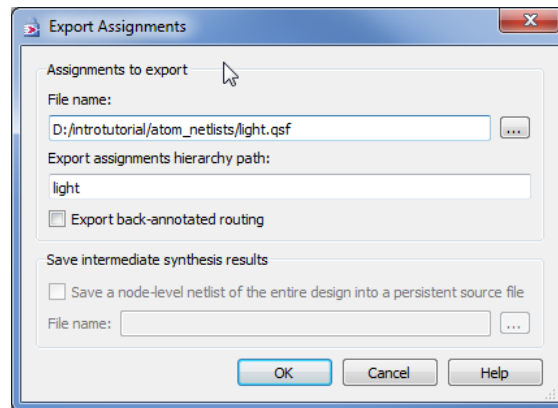 Export Assignments
Assignments to export
File name:
D:/introtutorial/atom_netlists/light.qsf
...
Export assignments hierarchy path:
light
Export back-annotated routing
Save intermediate synthesis results
Save a node-level netlist of the entire design into a persistent source file
File name:
...
OK Cancel Help